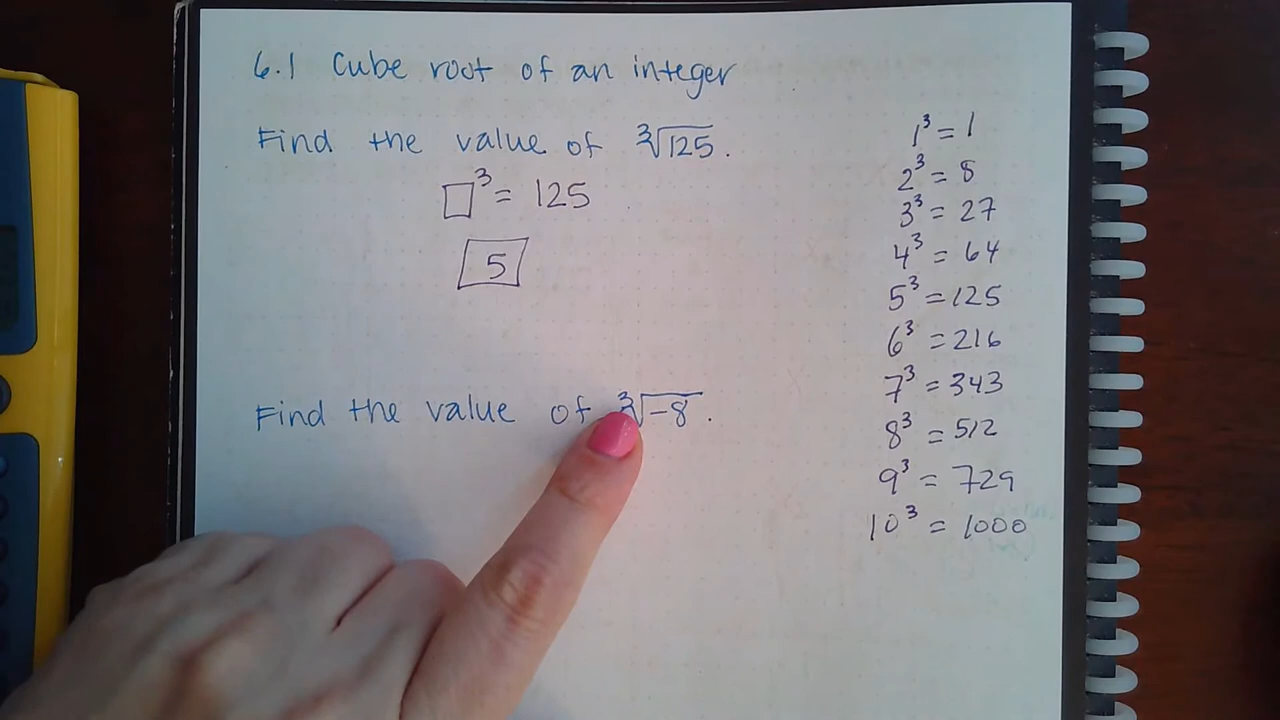 6.1 Cube root of an integer
Find the value of ∛125.
□³ = 125
5
Find the value of ∛-8.
1³ = 1
2³ = 8
3³ = 27
4³ = 64
5³ = 125
6³ = 216
7³ = 343
8³ = 512
9³ = 729
10³ = 1000